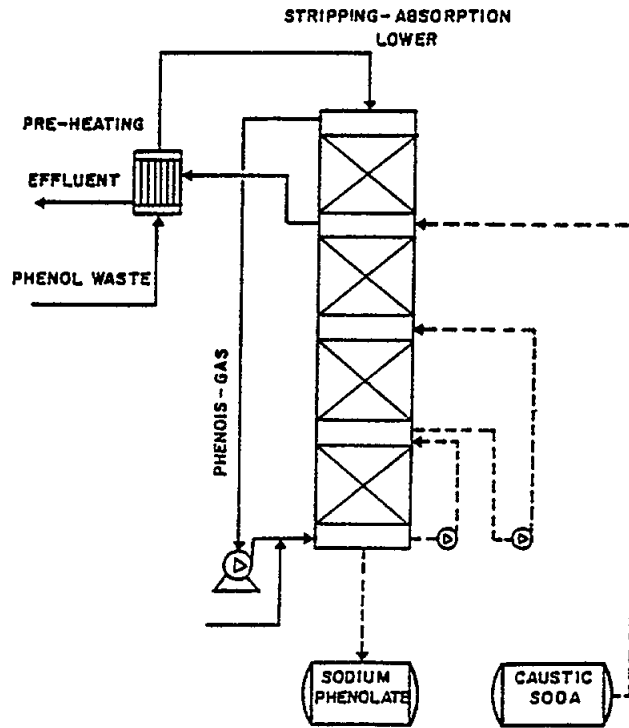 STRIPPING-ABSORPTION
LOWER
PRE-HEATING
EFFLUENT
PHENOL WASTE
PHENOIS-GAS
SODIUM
PHENOLATE
CAUSTIC
SODA